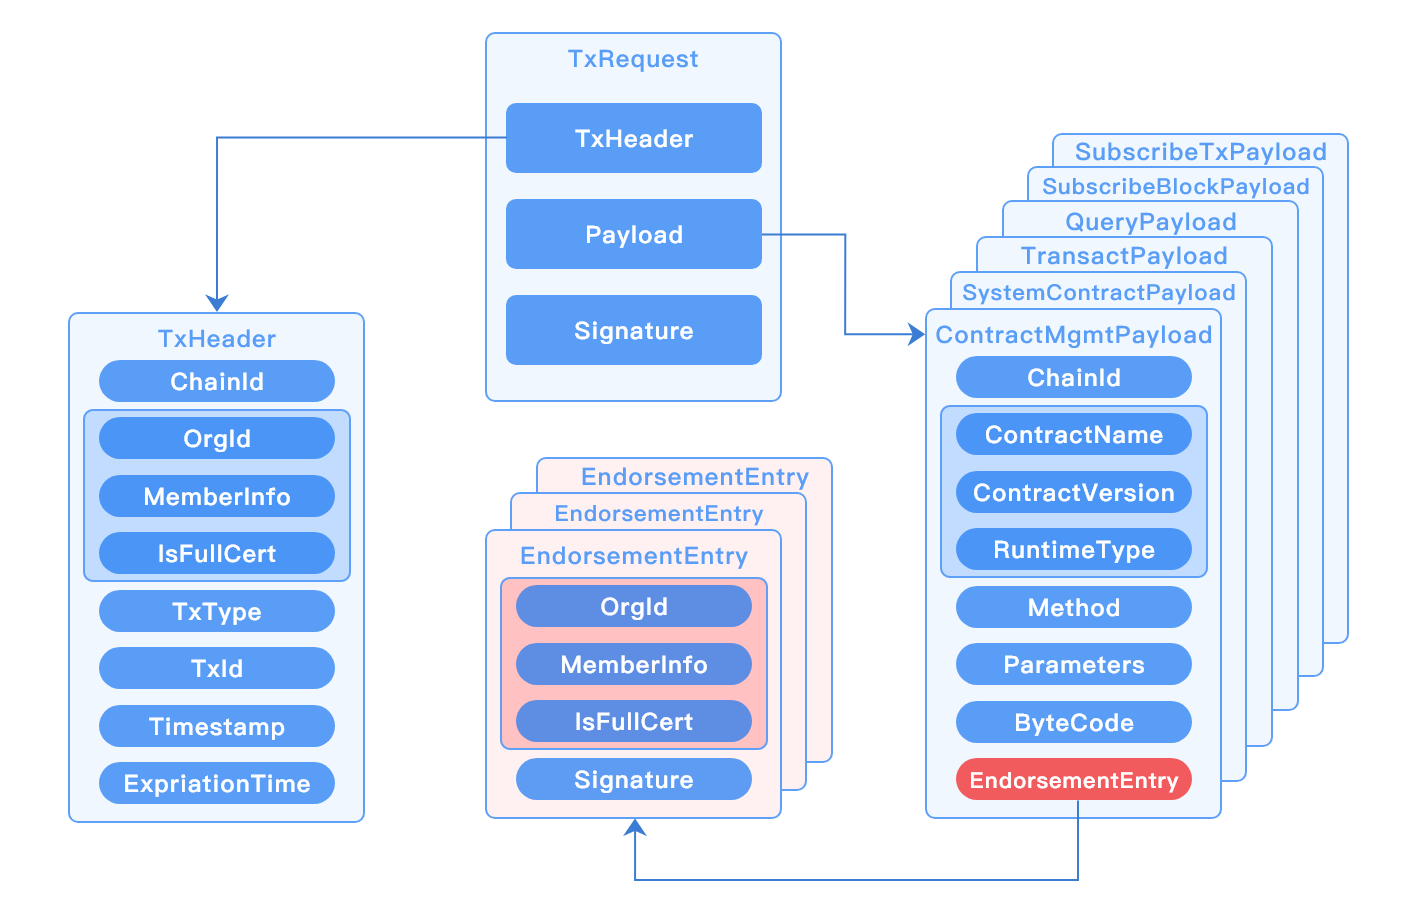 TxRequest
TxHeader
Payload
Signature
TxHeader
ChainId
OrgId
MemberInfo
IsFullCert
TxType
TxId
Timestamp
ExpriationTime
EndorsementEntry
EndorsementEntry
EndorsementEntry
OrgId
MemberInfo
IsFullCert
Signature
SubscribeTxPayload
SubscribeBlockPayload
QueryPayload
TransactPayload
SystemContractPayload
ContractMgmtPayload
ChainId
ContractName
ContractVersion
RuntimeType
Method
Parameters
ByteCode
EndorsementEntry